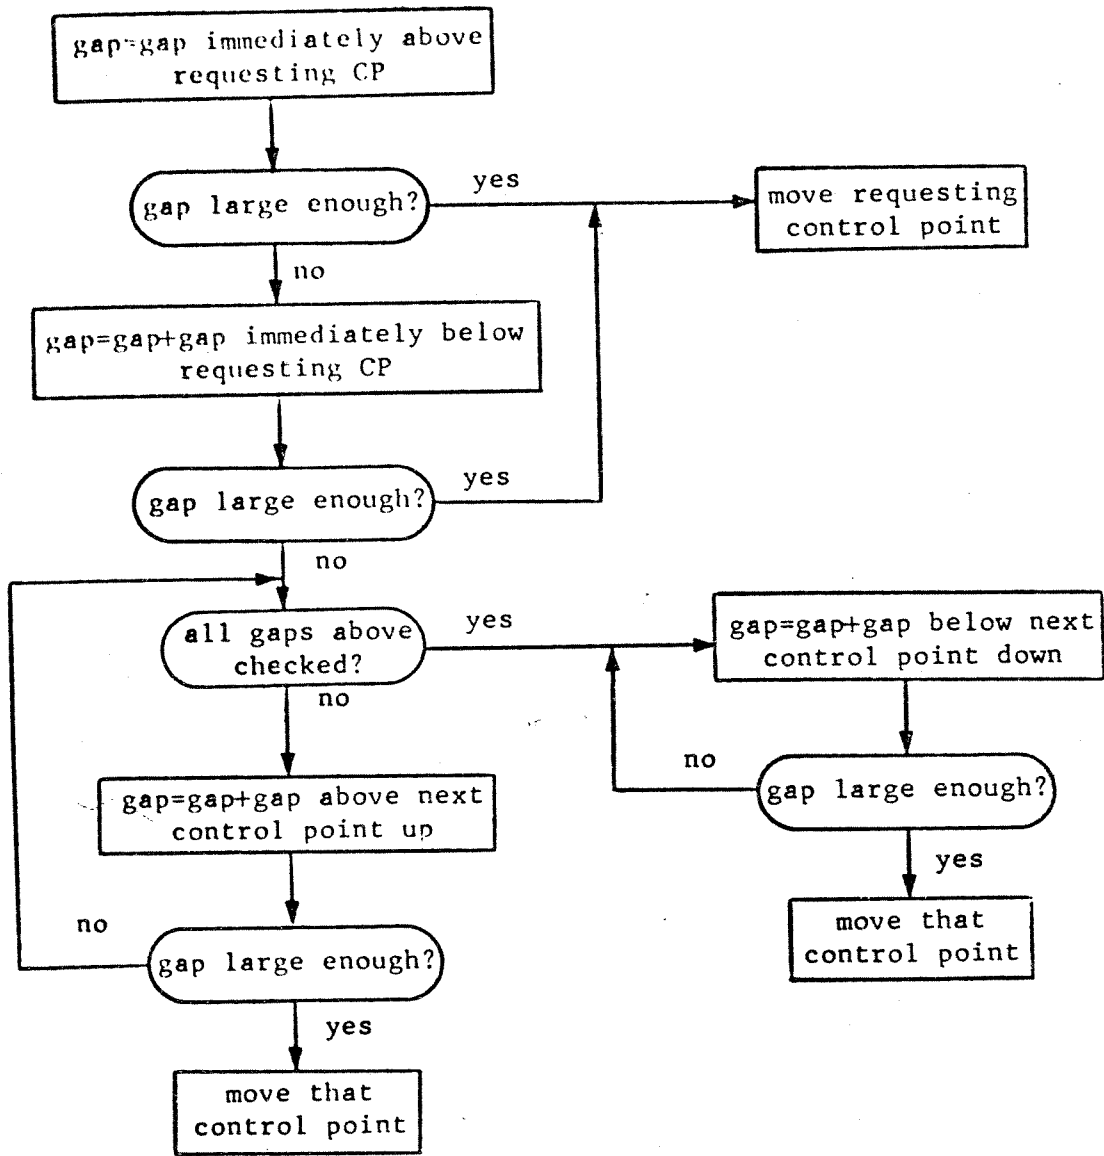 gap=gap immediately above
requesting CP
gap large enough?
yes
move requesting
control point
no
gap=gap+gap immediately below
requesting CP
gap large enough?
yes
no
all gaps above
checked?
yes
gap=gap+gap below next
control point down
no
gap=gap+gap above next
control point up
no
gap large enough?
yes
move that
control point
no
gap large enough?
yes
move that
control point